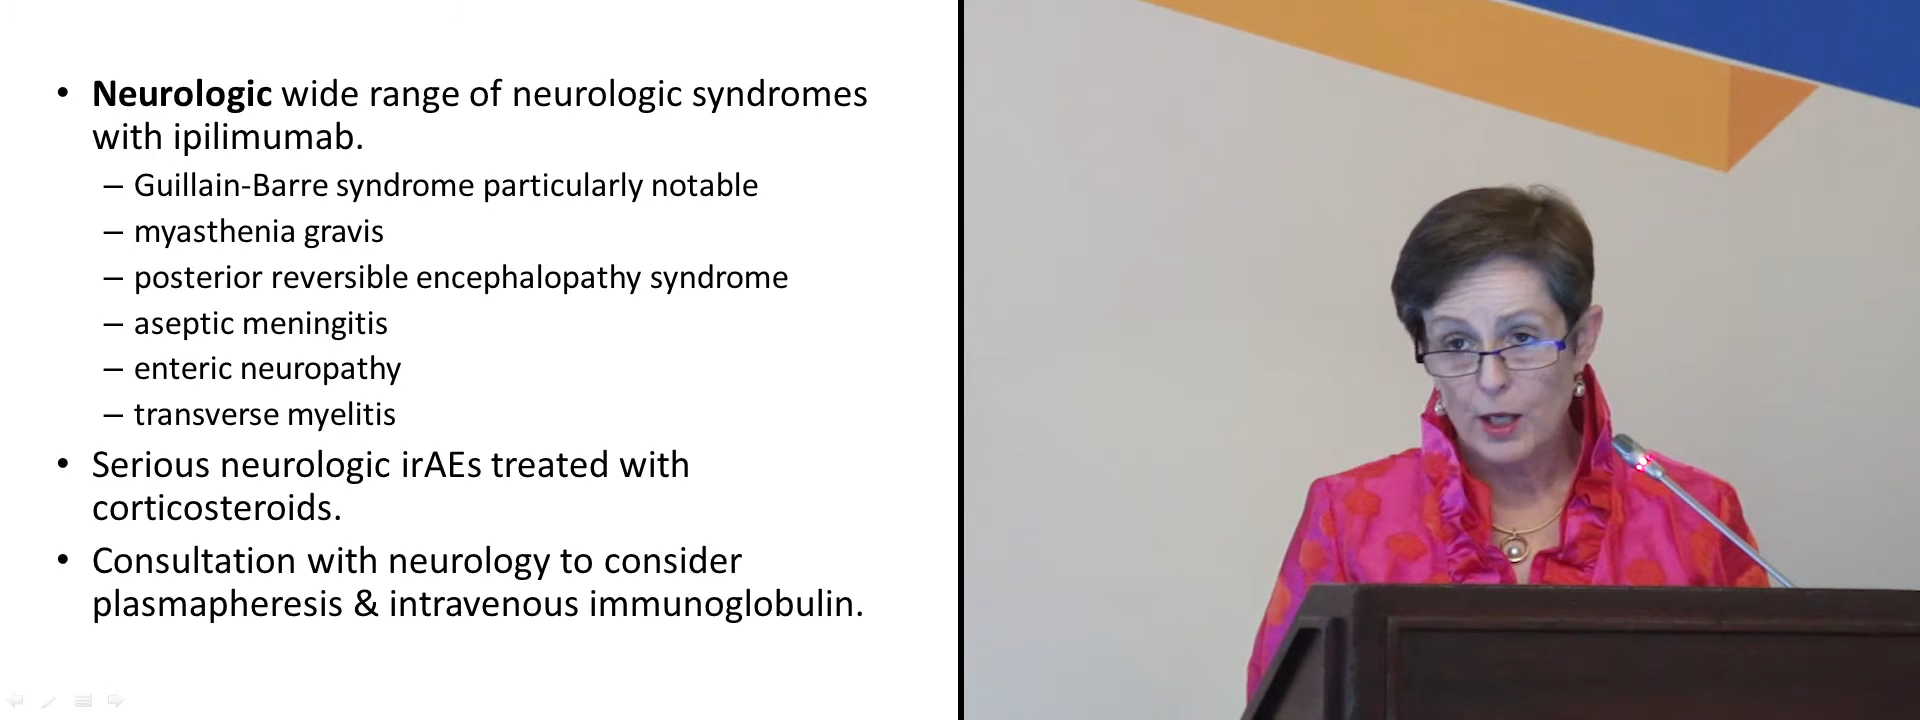 • Neurologic wide range of neurologic syndromes
with ipilimumab.
– Guillain-Barre syndrome particularly notable
– myasthenia gravis
– posterior reversible encephalopathy syndrome
– aseptic meningitis
– enteric neuropathy
– transverse myelitis
• Serious neurologic irAEs treated with
corticosteroids.
• Consultation with neurology to consider
plasmapheresis & intravenous immunoglobulin.